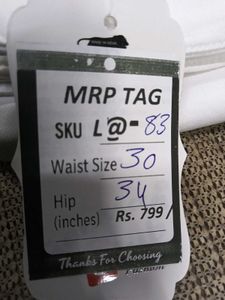 MRP TAG
SKU L@-83
Waist Size 30
Hip 34
(inches) Rs. 799/
Thanks For Choosing